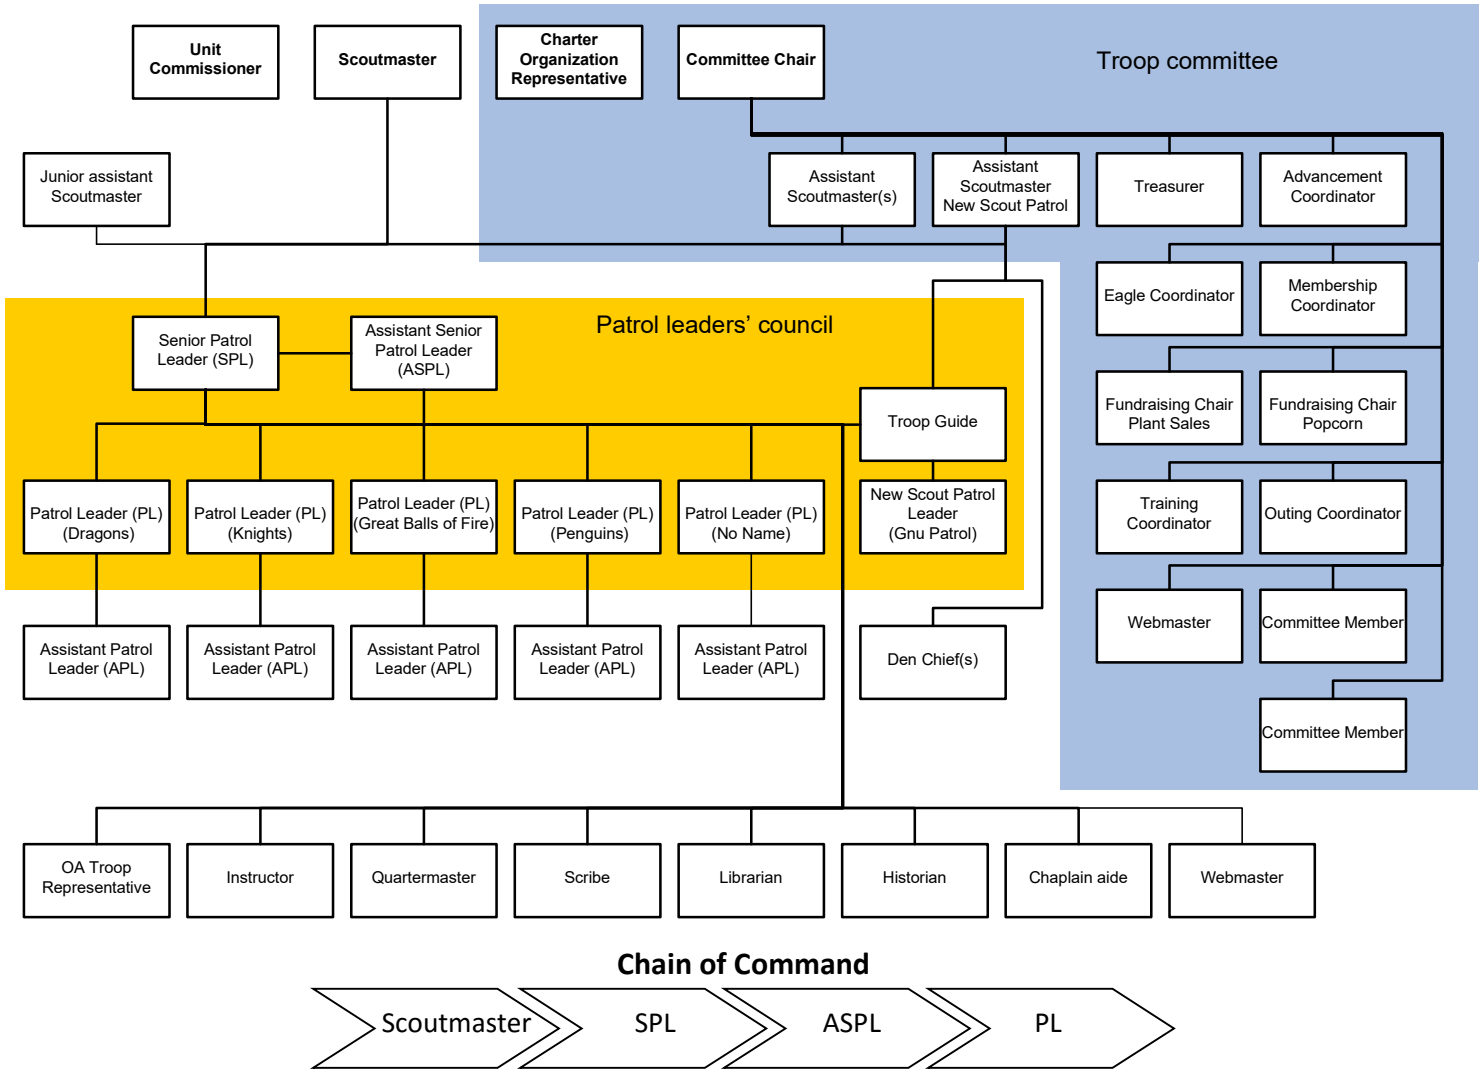 Unit
Commissioner
Scoutmaster
Charter
Organization
Representative
Committee Chair
Troop committee
Junior assistant
Scoutmaster
Assistant
Scoutmaster(s)
Assistant
Scoutmaster
New Scout Patrol
Treasurer
Advancement
Coordinator
Eagle Coordinator
Membership
Coordinator
Senior Patrol
Leader (SPL)
Assistant Senior
Patrol Leader
(ASPL)
Patrol leaders’ council
Fundraising Chair
Plant Sales
Fundraising Chair
Popcorn
Troop Guide
Patrol Leader (PL)
(Dragons)
Patrol Leader (PL)
(Knights)
Patrol Leader (PL)
(Great Balls of Fire)
Patrol Leader (PL)
(Penguins)
Patrol Leader (PL)
(No Name)
New Scout Patrol
Leader
(Gnu Patrol)
Training
Coordinator
Outing Coordinator
Webmaster
Committee Member
Assistant Patrol
Leader (APL)
Assistant Patrol
Leader (APL)
Assistant Patrol
Leader (APL)
Assistant Patrol
Leader (APL)
Assistant Patrol
Leader (APL)
Den Chief(s)
Committee Member
OA Troop
Representative
Instructor
Quartermaster
Scribe
Librarian
Historian
Chaplain aide
Webmaster
Chain of Command
Scoutmaster
SPL
ASPL
PL